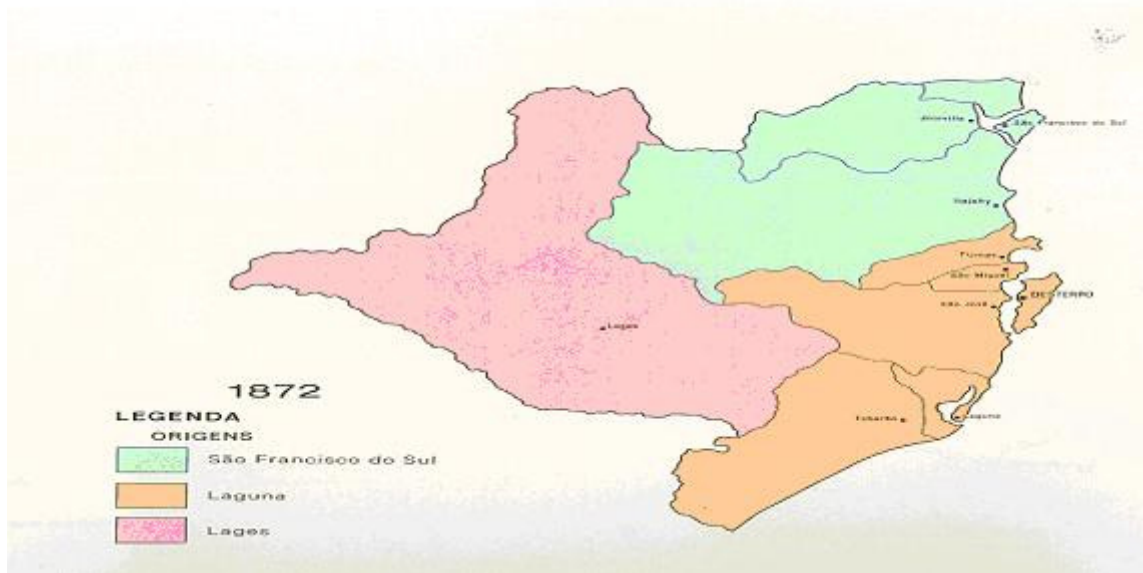 Joinville
São Francisco do Sul
Itajahy
São Miguel
DESTERRO
São José
Lages
Tubarão
Laguna
1872
LEGENDA
ORIGENS
São Francisco do Sul
Laguna
Lages